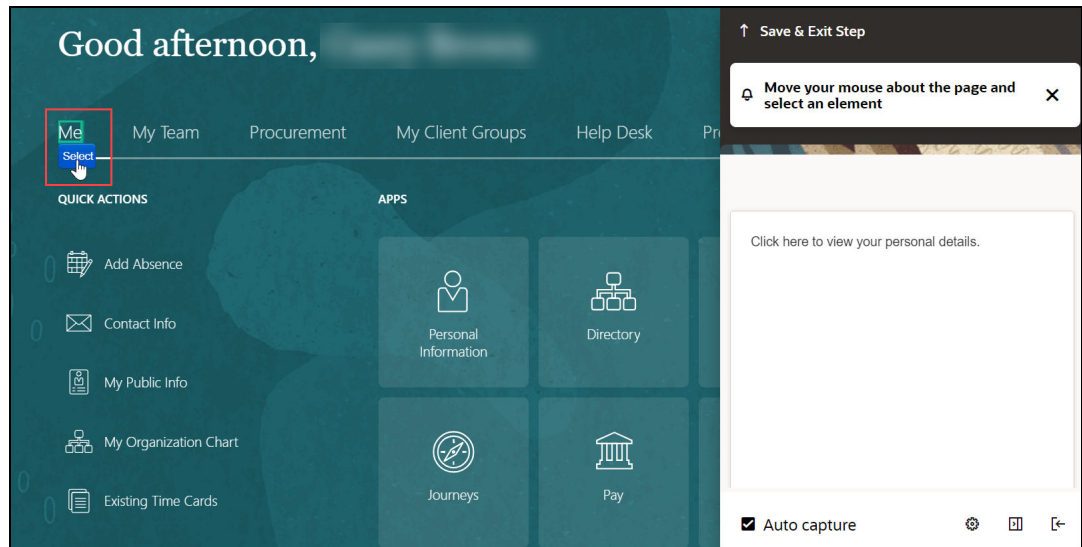 Good afternoon,
Me My Team Procurement My Client Groups Help Desk Pr
Select
QUICK ACTIONS
Add Absence
Contact Info
My Public Info
My Organization Chart
Existing Time Cards
APPS
Personal
Information
Directory
Journeys
Pay
Save & Exit Step
Move your mouse about the page and
select an element
Click here to view your personal details.
Auto capture